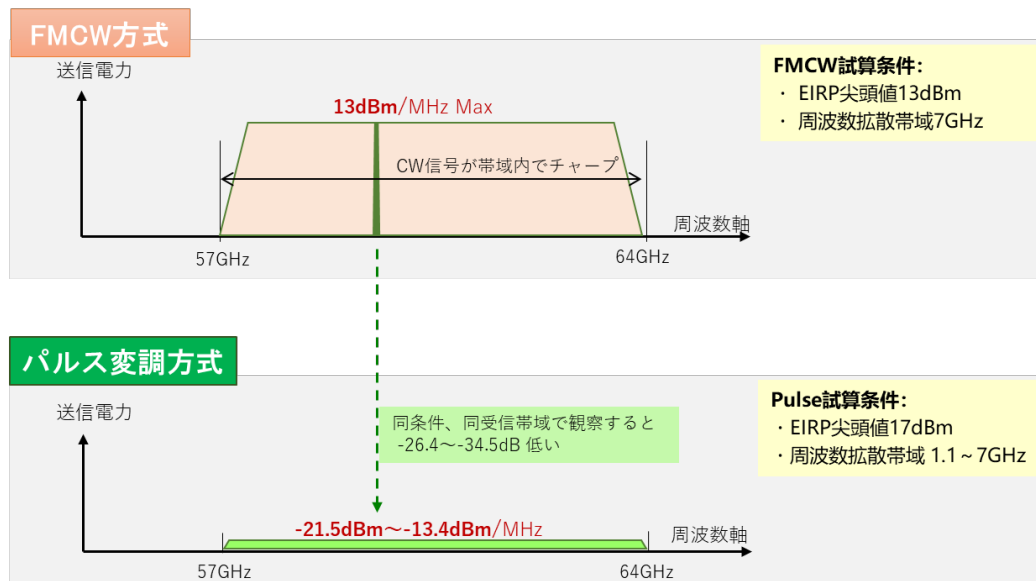 FMCW方式
送信電力
13dBm/MHz Max
CW信号が帯域内でチャープ
周波数軸
57GHz
64GHz
FMCW試算条件：
・ EIRP尖頭値13dBm
・ 周波数拡散帯域7GHz
パルス変調方式
送信電力
同条件、同受信帯域で観察すると
-26.4～-34.5dB 低い
-21.5dBm～-13.4dBm/MHz
周波数軸
57GHz
64GHz
Pulse試算条件：
・EIRP尖頭値17dBm
・周波数拡散帯域 1.1～7GHz